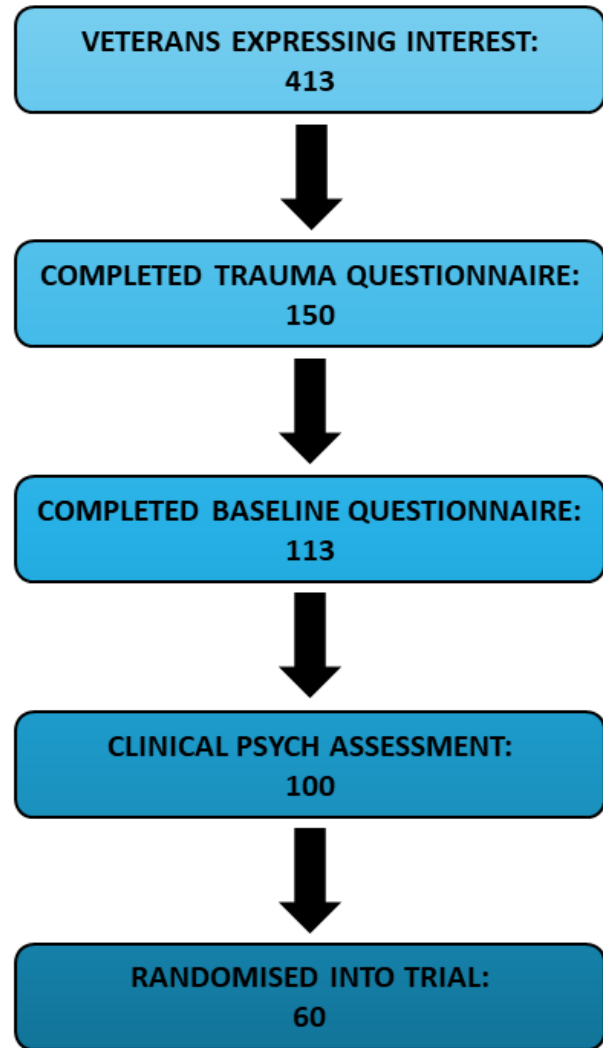 VETERANS EXPRESSING INTEREST:
413
COMPLETED TRAUMA QUESTIONNAIRE:
150
COMPLETED BASELINE QUESTIONNAIRE:
113
CLINICAL PSYCH ASSESSMENT:
100
RANDOMISED INTO TRIAL:
60